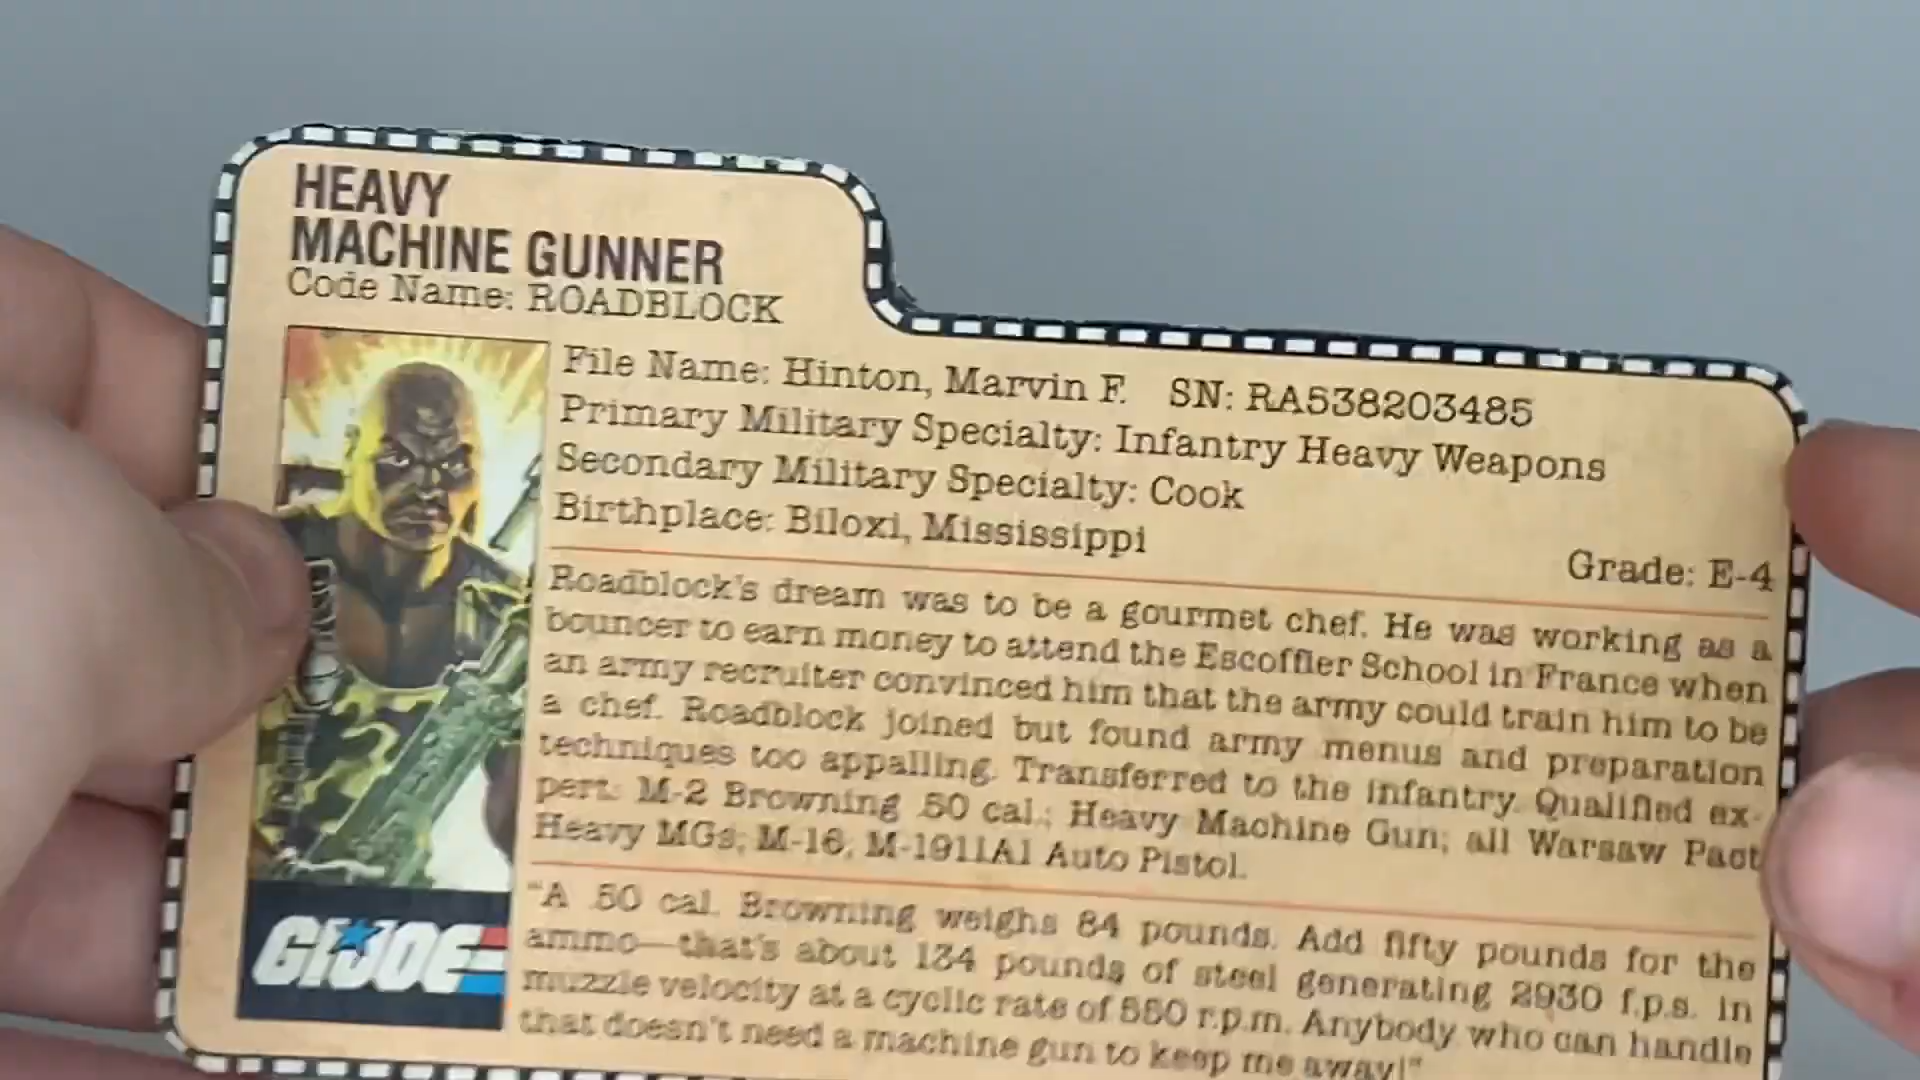 HEAVY
MACHINE GUNNER
Code Name: ROADBLOCK
File Name: Hinton, Marvin F. SN: RA538203485
Primary Military Specialty: Infantry Heavy Weapons
Secondary Military Specialty: Cook
Birthplace: Biloxi, Mississippi
Grade: E-4
Roadblock's dream was to be a gourmet chef. He was working as a
bouncer to earn money to attend the Escoffier School in France when
an army recruiter convinced him that the army could train him to be
a chef. Roadblock joined but found army menus and preparation
techniques too appalling. Transferred to the infantry. Qualified ex-
pert: M-2 Browning .50 cal.; Heavy Machine Gun; all Warsaw Pact
Heavy MGs; M-16; M-1911A1 Auto Pistol.
"A .50 cal. Browning weighs 84 pounds. Add fifty pounds for the
ammo—that's about 134 pounds of steel generating 2930 f.p.s. in
muzzle velocity at a cyclic rate of 550 r.p.m. Anybody who can handle
that doesn't need a machine gun to keep me away!"
GI JOE